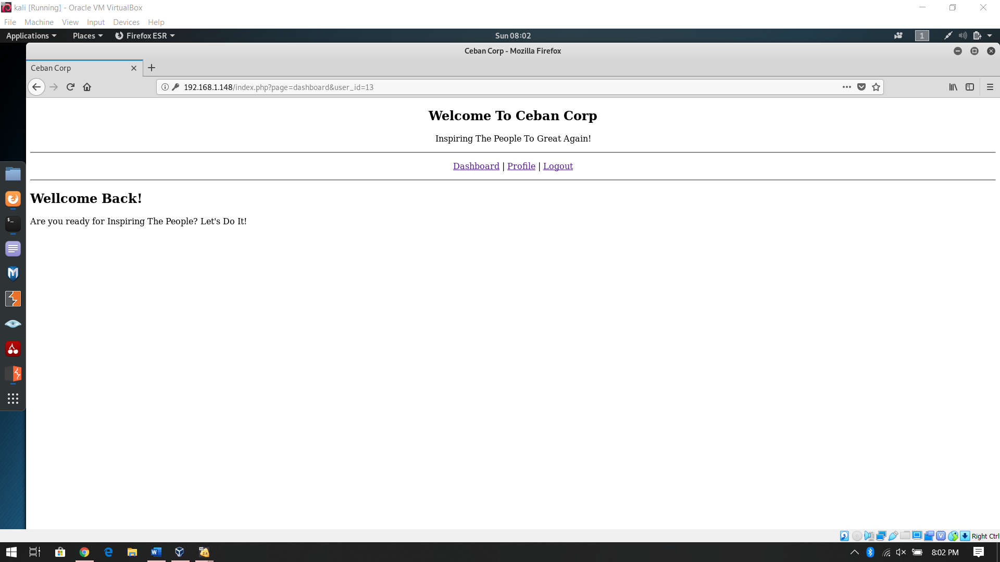 kali [Running] - Oracle VM VirtualBox
File Machine View Input Devices Help
Applications Places Firefox ESR Sun 08:02 1
Ceban Corp - Mozilla Firefox
Ceban Corp
192.168.1.148/index.php?page=dashboard&user_id=13
Welcome To Ceban Corp
Inspiring The People To Great Again!
Dashboard | Profile | Logout
Wellcome Back!
Are you ready for Inspiring The People? Let's Do It!
Right Ctrl
8:02 PM